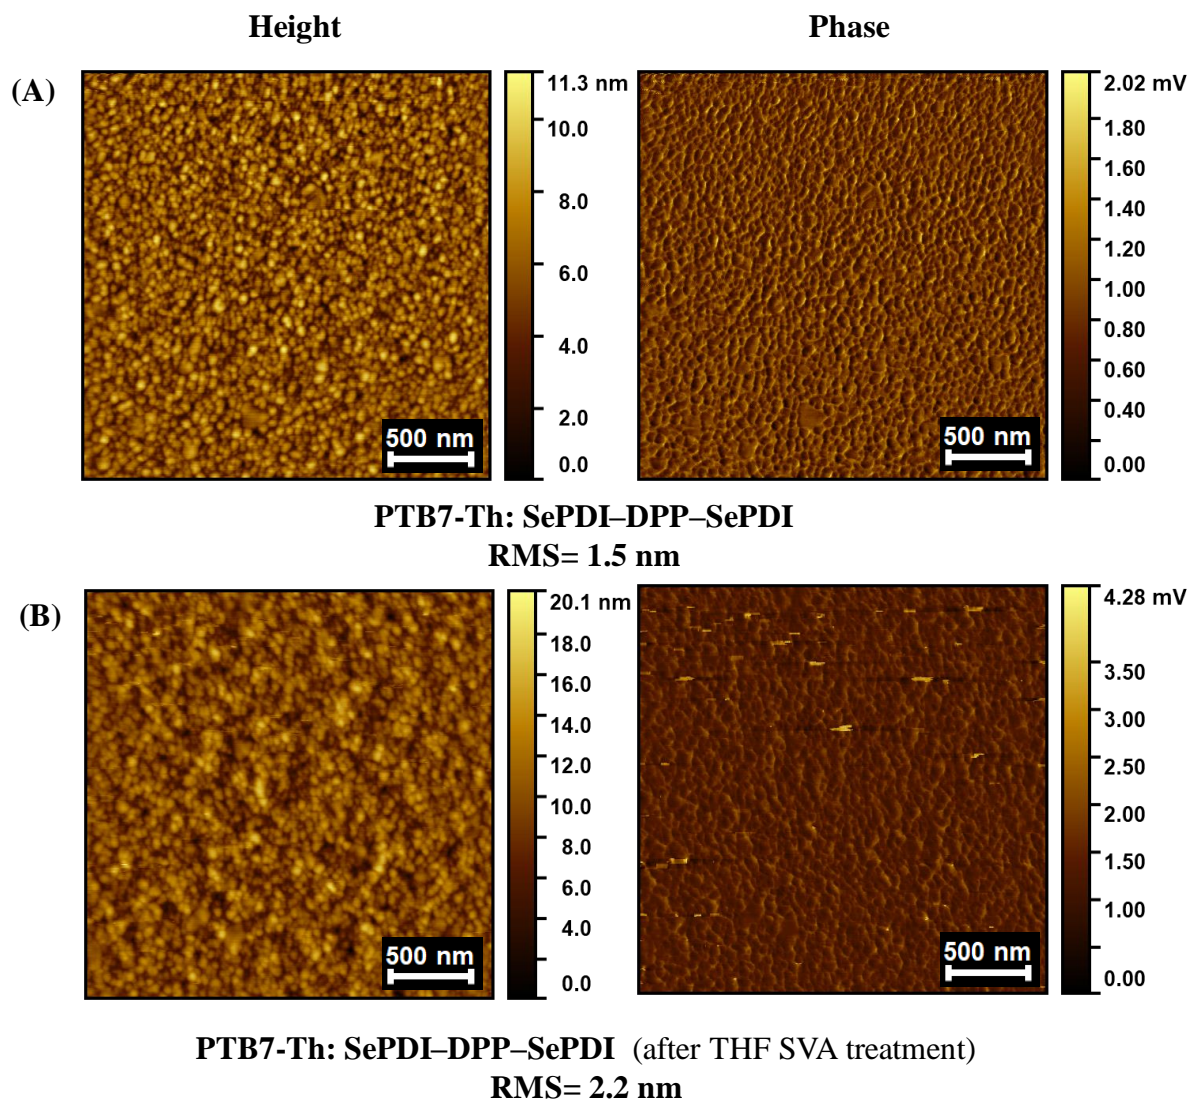 Height
Phase
(A)
11.3 nm
10.0
8.0
6.0
4.0
2.0
0.0
500 nm
2.02 mV
1.80
1.60
1.40
1.20
1.00
0.80
0.60
0.40
0.00
500 nm
PTB7-Th: SePDI–DPP–SePDI
RMS= 1.5 nm
(B)
20.1 nm
18.0
16.0
14.0
12.0
10.0
8.0
6.0
4.0
0.0
500 nm
4.28 mV
3.50
3.00
2.50
2.00
1.50
1.00
0.00
500 nm
PTB7-Th: SePDI–DPP–SePDI (after THF SVA treatment)
RMS= 2.2 nm